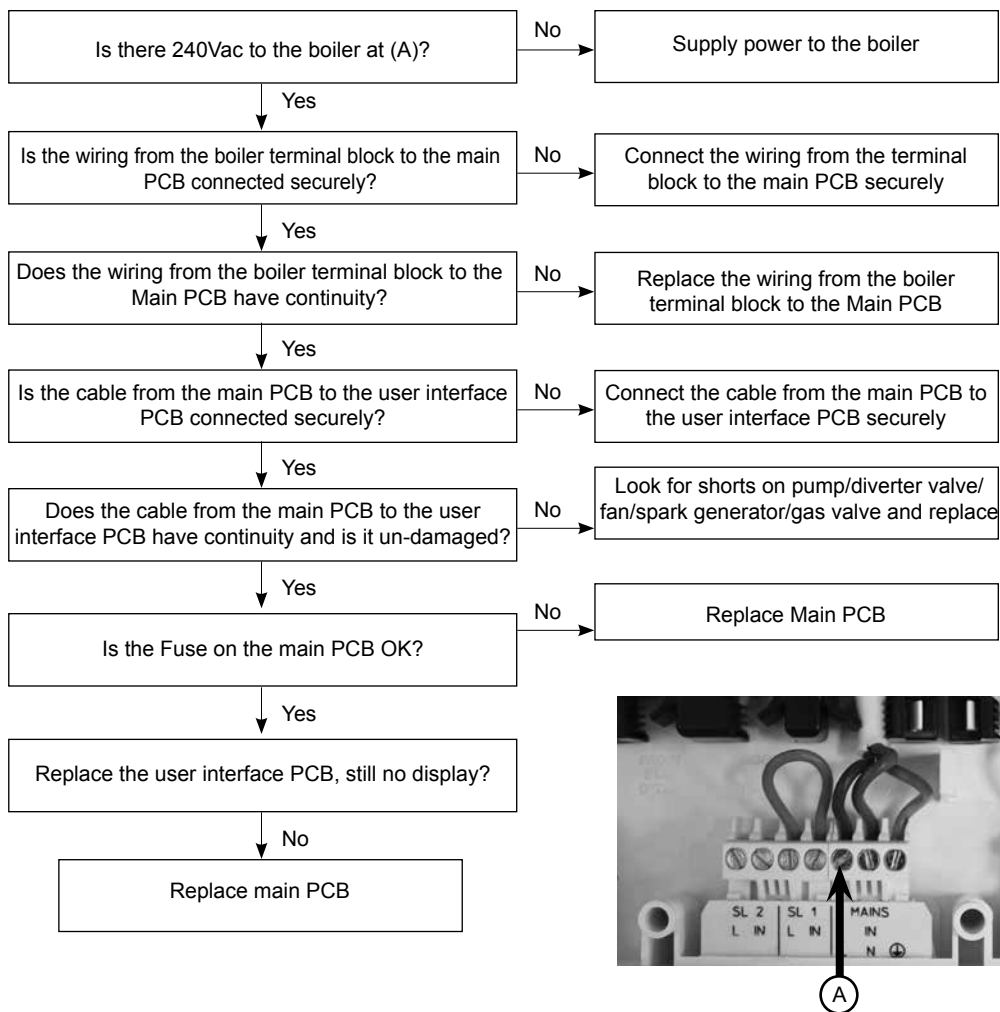 Is there 240Vac to the boiler at (A)?
No
Supply power to the boiler
Yes
Is the wiring from the boiler terminal block to the main
PCB connected securely?
No
Connect the wiring from the terminal
block to the main PCB securely
Yes
Does the wiring from the boiler terminal block to the
Main PCB have continuity?
No
Replace the wiring from the boiler
terminal block to the Main PCB
Yes
Is the cable from the main PCB to the user interface
PCB connected securely?
No
Connect the cable from the main PCB to
the user interface PCB securely
Yes
Does the cable from the main PCB to the user
interface PCB have continuity and is it un-damaged?
No
Look for shorts on pump/diverter valve/
fan/spark generator/gas valve and replace
Yes
Is the Fuse on the main PCB OK?
No
Replace Main PCB
Yes
Replace the user interface PCB, still no display?
No
Replace main PCB
SL 2 SL 1 MAINS
L IN L IN IN
N
A